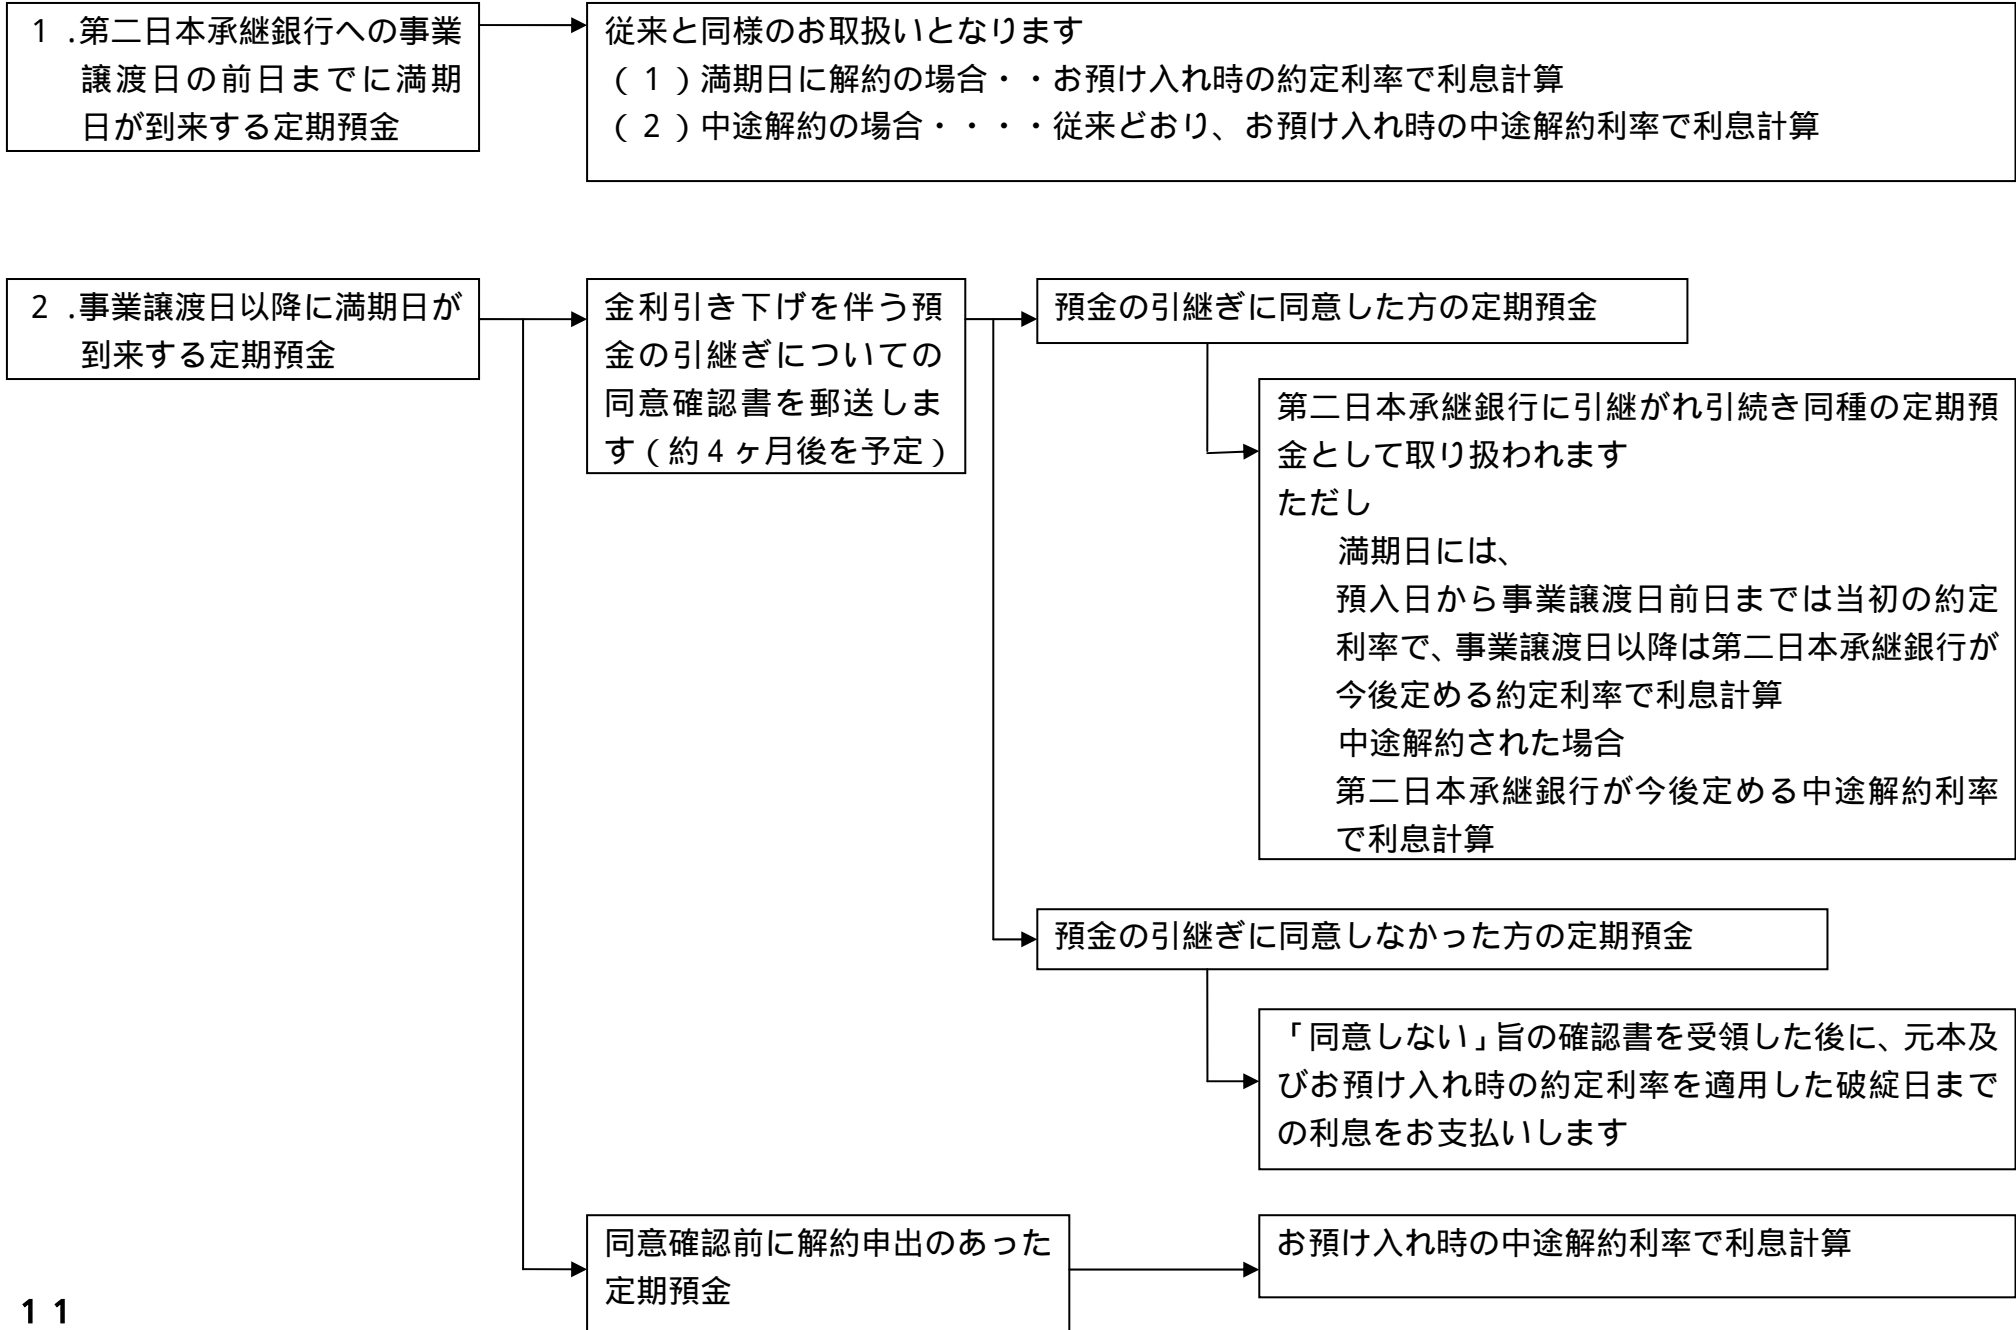 1 .第二日本承継銀行への事業
譲渡日の前日までに満期
日が到来する定期預金
従来と同様のお取扱いとなります
(1)満期日に解約の場合・・お預け入れ時の約定利率で利息計算
(2)中途解約の場合・・・・従来どおり、お預け入れ時の中途解約利率で利息計算
2 .事業譲渡日以降に満期日が
到来する定期預金
金利引き下げを伴う預
金の引継ぎについての
同意確認書を郵送しま
す(約4ヶ月後を予定)
預金の引継ぎに同意した方の定期預金
第二日本承継銀行に引継がれ引続き同種の定期預
金として取り扱われます
ただし
満期日には、
預入日から事業譲渡日前日までは当初の約定
利率で、事業譲渡日以降は第二日本承継銀行が
今後定める約定利率で利息計算
中途解約された場合
第二日本承継銀行が今後定める中途解約利率
で利息計算
預金の引継ぎに同意しなかった方の定期預金
「同意しない」旨の確認書を受領した後に、元本及
びお預け入れ時の約定利率を適用した破綻日まで
の利息をお支払いします
同意確認前に解約申出のあった
定期預金
お預け入れ時の中途解約利率で利息計算
11